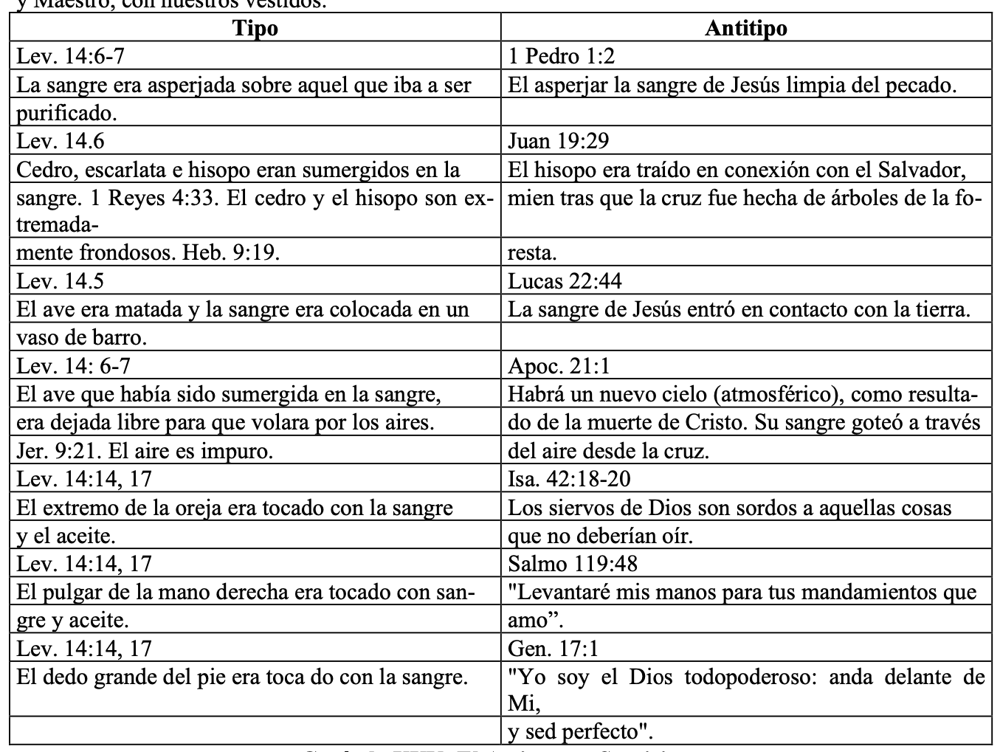 y Maestro, con nuestros vestidos.
Tipo
Antitipo
Lev. 14:6-7
1 Pedro 1:2
La sangre era asperjada sobre aquel que iba a ser
El asperjar la sangre de Jesús limpia del pecado.
purificado.
Lev. 14.6
Juan 19:29
Cedro, escarlata e hisopo eran sumergidos en la
El hisopo era traído en conexión con el Salvador,
sangre. 1 Reyes 4:33. El cedro y el hisopo son ex-
tremada-
mien tras que la cruz fue hecha de árboles de la fo-
mente frondosos. Heb. 9:19.
resta.
Lev. 14.5
Lucas 22:44
El ave era matada y la sangre era colocada en un
La sangre de Jesús entró en contacto con la tierra.
vaso de barro.
Lev. 14: 6-7
Apoc. 21:1
El ave que había sido sumergida en la sangre,
Habrá un nuevo cielo (atmosférico), como resulta-
era dejada libre para que volara por los aires.
do de la muerte de Cristo. Su sangre goteó a través
Jer. 9:21. El aire es impuro.
del aire desde la cruz.
Lev. 14:14, 17
Isa. 42:18-20
El extremo de la oreja era tocado con la sangre
Los siervos de Dios son sordos a aquellas cosas
y el aceite.
que no deberían oír.
Lev. 14:14, 17
Salmo 119:48
El pulgar de la mano derecha era tocado con san-
"Levantaré mis manos para tus mandamientos que
gre y aceite.
amo”.
Lev. 14:14, 17
Gen. 17:1
El dedo grande del pie era toca do con la sangre.
"Yo soy el Dios todopoderoso: anda delante de
Mi,
y sed perfecto".